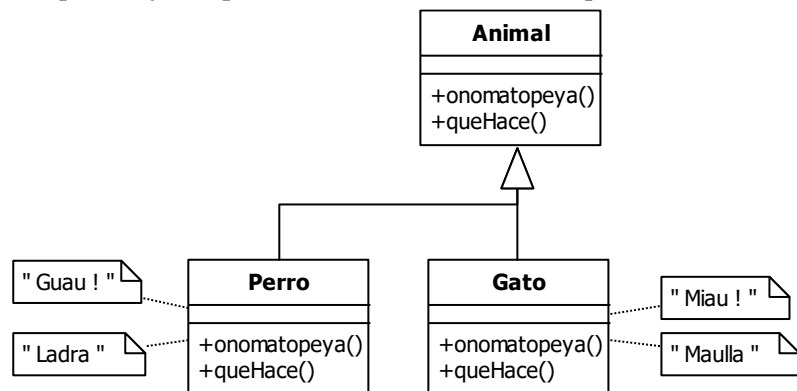 Animal
+onomatopeya()
+queHace()
" Guau ! "
" Ladra "
Perro
+onomatopeya()
+queHace()
Gato
+onomatopeya()
+queHace()
" Miau ! "
" Maulla "